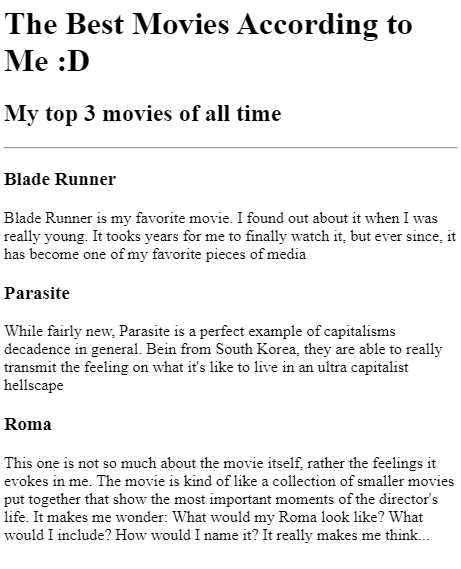 The Best Movies According to
Me :D
My top 3 movies of all time
Blade Runner
Blade Runner is my favorite movie. I found out about it when I was
really young. It tooks years for me to finally watch it, but ever since, it
has become one of my favorite pieces of media
Parasite
While fairly new, Parasite is a perfect example of capitalisms
decadence in general. Bein from South Korea, they are able to really
transmit the feeling on what it's like to live in an ultra capitalist
hellscape
Roma
This one is not so much about the movie itself, rather the feelings it
evokes in me. The movie is kind of like a collection of smaller movies
put together that show the most important moments of the director's
life. It makes me wonder: What would my Roma look like? What
would I include? How would I name it? It really makes me think...